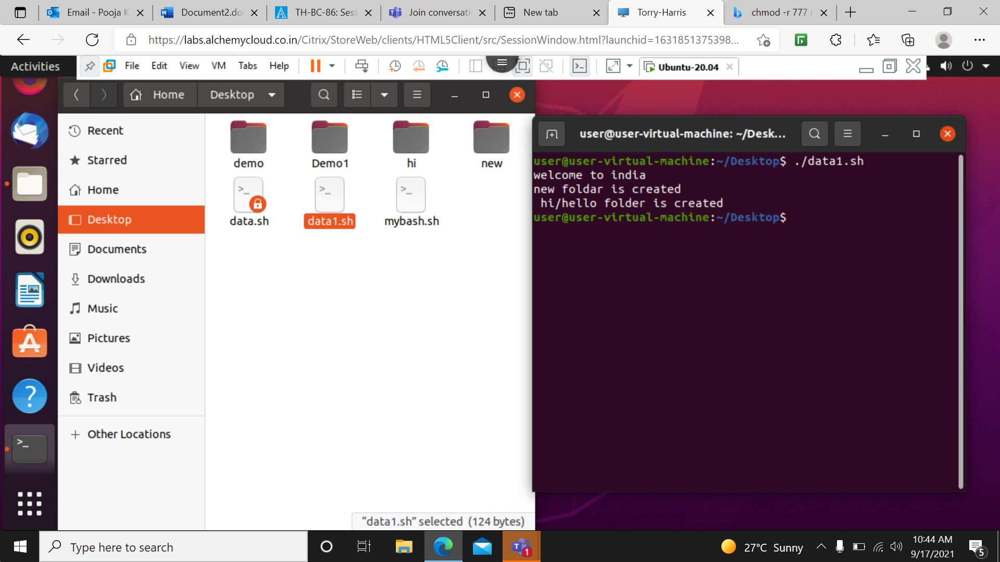 Email - Pooja K
Document2.do
TH-BC-86: Sess
Join conversati
New tab
Torry-Harris
chmod -r 777
https://labs.alchemycloud.co.in/Citrix/StoreWeb/clients/HTML5Client/src/SessionWindow.html?launchid=1631851375398...
Activities
File Edit View VM Tabs Help
Ubuntu-20.04
Home Desktop
user@user-virtual-machine: ~/Desk...
Recent
Starred
Home
Desktop
Documents
Downloads
Music
Pictures
Videos
Trash
Other Locations
demo Demo1 hi new
data.sh data1.sh mybash.sh
"data1.sh" selected (124 bytes)
user@user-virtual-machine:~/Desktop$ ./data1.sh
welcome to india
new foldar is created
hi/hello folder is created
user@user-virtual-machine:~/Desktop$
Type here to search
1
27°C Sunny
10:44 AM
9/17/2021
5